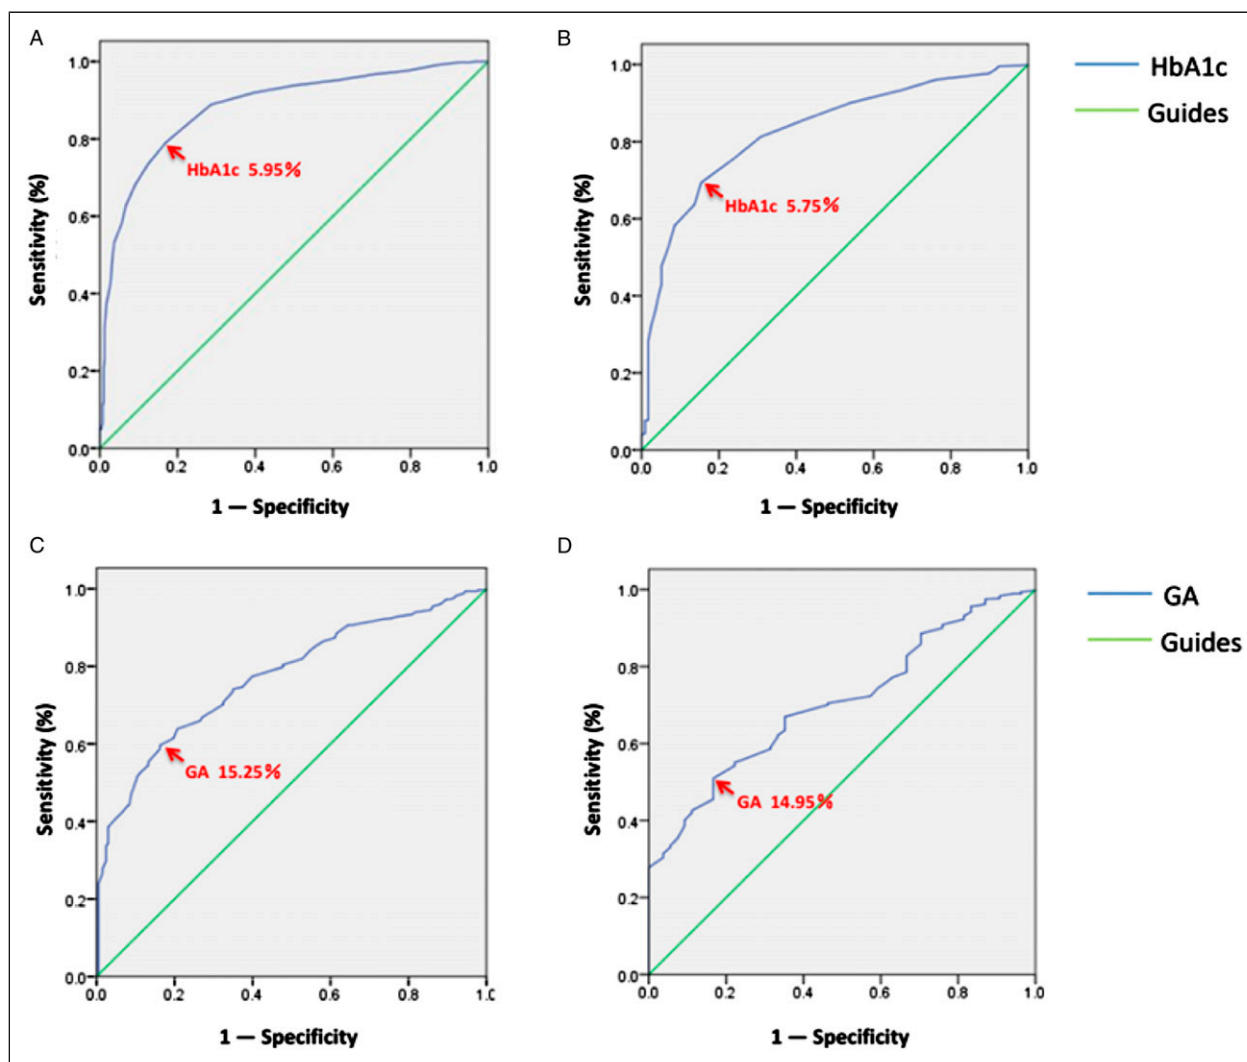 A
B
HbA1c
Guides
1.0
0.8
0.6
0.4
0.2
0.0
Sensitivity (%)
HbA1c 5.95%
0.0 0.2 0.4 0.6 0.8 1.0
1 — Specificity
1.0
0.8
0.6
0.4
0.2
0.0
Sensitivity (%)
HbA1c 5.75%
0.0 0.2 0.4 0.6 0.8 1.0
1 — Specificity
C
D
GA
Guides
1.0
0.8
0.6
0.4
0.2
0.0
Sensitivity (%)
GA 15.25%
0.0 0.2 0.4 0.6 0.8 1.0
1 — Specificity
1.0
0.8
0.6
0.4
0.2
0.0
Sensitivity (%)
GA 14.95%
0.0 0.2 0.4 0.6 0.8 1.0
1 — Specificity